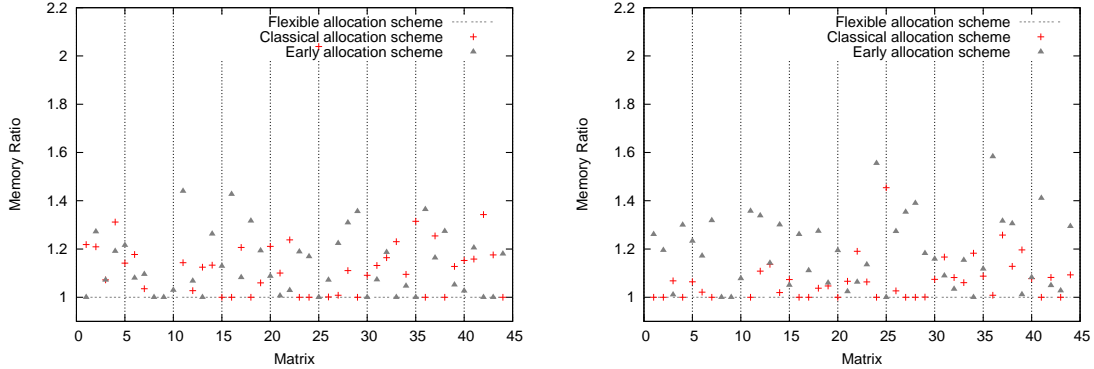 2.2
2
1.8
1.6
1.4
1.2
1
Memory Ratio
0 5 10 15 20 25 30 35 40 45
Matrix
Flexible allocation scheme
Classical allocation scheme
Early allocation scheme
2.2
2
1.8
1.6
1.4
1.2
1
Memory Ratio
0 5 10 15 20 25 30 35 40 45
Matrix
Flexible allocation scheme
Classical allocation scheme
Early allocation scheme